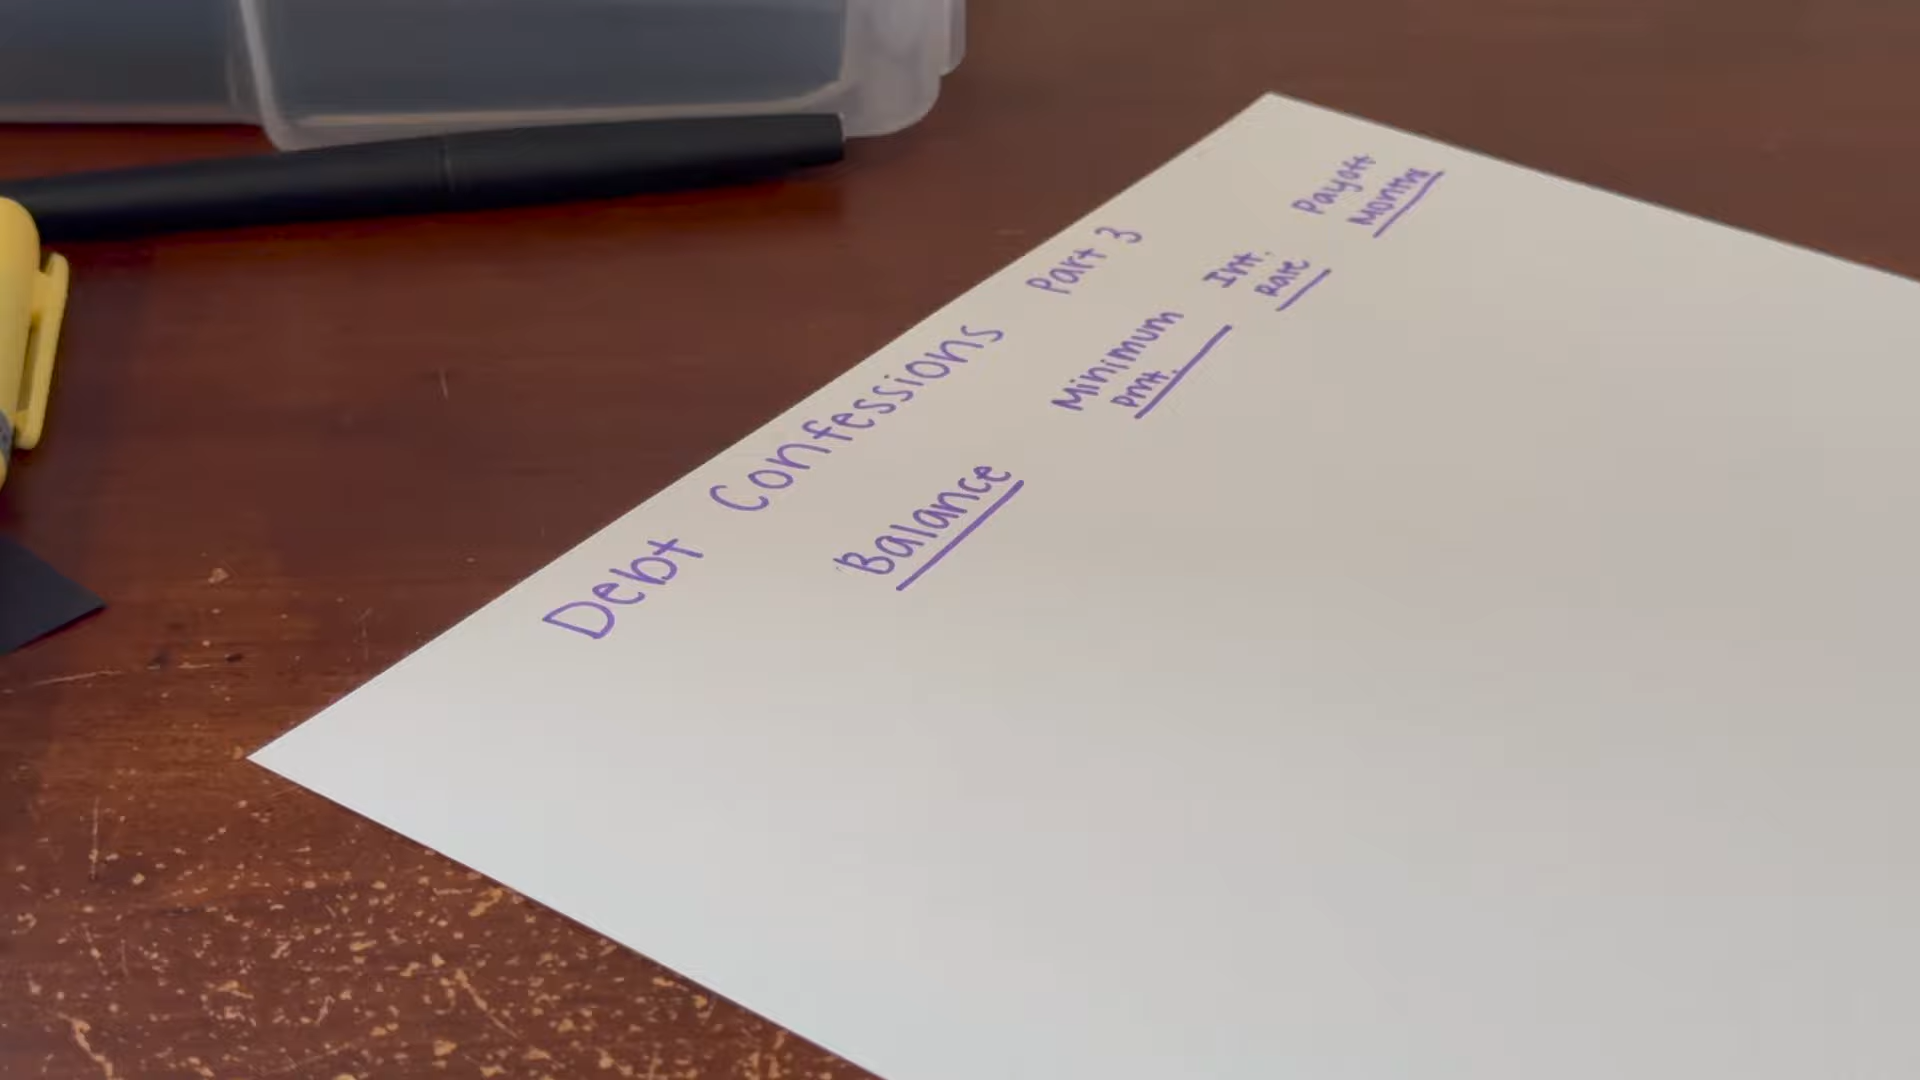 Debt Confessions Part 3
Balance
Minimum
pmt.
Int.
Rate
Payoff
Months